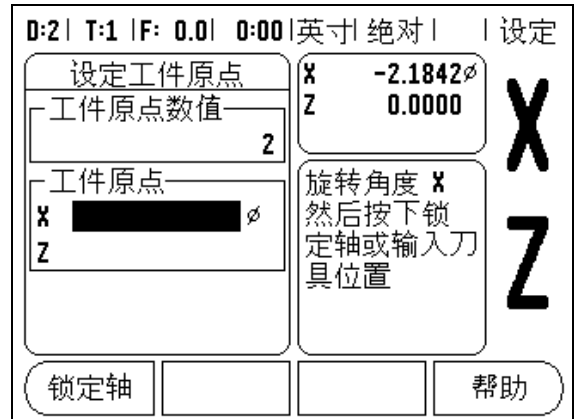 D:2| T:1 |F: 0.0| 0:00|英寸| 绝对| | 设定
设定工件原点
工件原点数值
2
工件原点
X ⌀
Z
X -2.1842⌀
Z 0.0000
旋转角度 X
然后按下锁
定轴或输入刀
具位置
X
Z
锁定轴
帮助